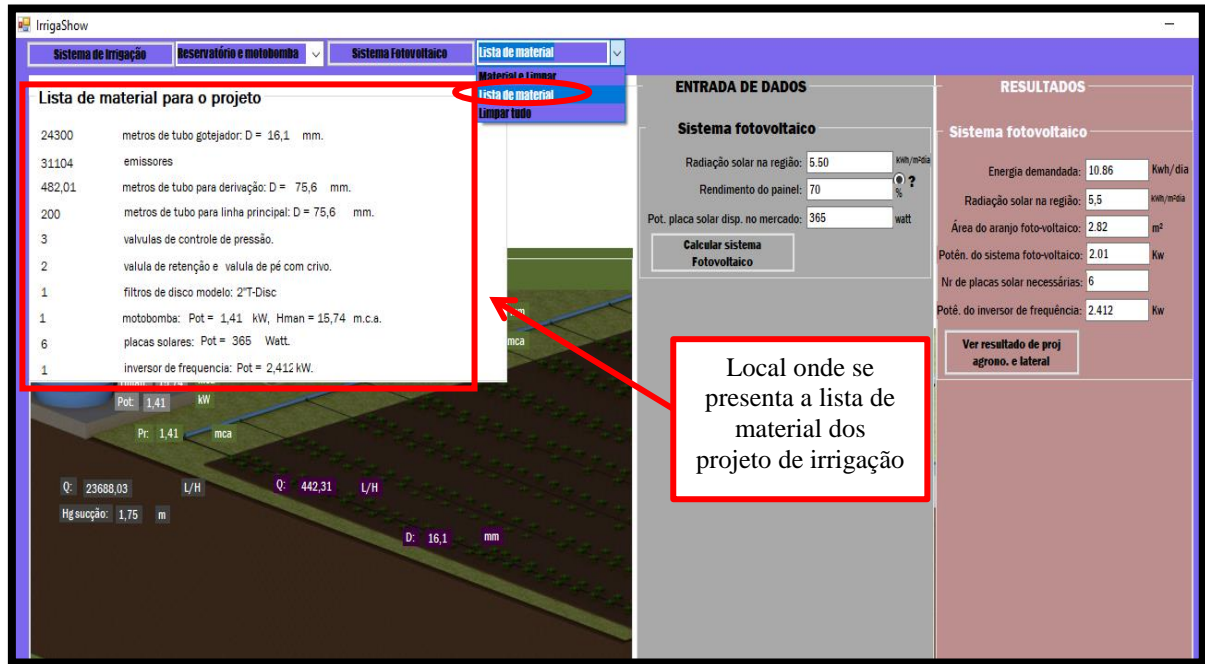 IrrigaShow
Sistema de Irrigação
Reservatório e motobomba
Sistema Fotovoltaico
Lista de material
Material e Limpar
Lista de material
Limpar tudo
Lista de material para o projeto
24300 metros de tubo gotejador: D = 16,1 mm.
31104 emissores
482,01 metros de tubo para derivação: D = 75,6 mm.
200 metros de tubo para linha principal: D = 75,6 mm.
3 valvulas de controle de pressão.
2 valula de retenção e valula de pé com crivo.
1 filtros de disco modelo: 2"T-Disc
1 motobomba: Pot = 1,41 kW, Hman = 15,74 m.c.a.
6 placas solares: Pot = 365 Watt.
1 inversor de frequencia: Pot = 2,412 kW.
mca
Pot: 1,41 kW
Pr: 1,41 mca
Q: 23688,03 L/H
Q: 442,31 L/H
Hg sucção: 1,75 m
D: 16,1 mm
Local onde se
presenta a lista de
material dos
projeto de irrigação
ENTRADA DE DADOS
Sistema fotovoltaico
Radiação solar na região: 5.50 kWh/m²dia
Rendimento do painel: 70 % ?
Pot. placa solar disp. no mercado: 365 watt
Calcular sistema
Fotovoltaico
RESULTADOS
Sistema fotovoltaico
Energia demandada: 10.86 Kwh/dia
Radiação solar na região: 5,5 kWh/m²dia
Área do aranjo foto-voltaico: 2.82 m²
Potên. do sistema foto-voltaico: 2.01 Kw
Nr de placas solar necessárias: 6
Potê. do inversor de frequência: 2.412 Kw
Ver resultado de proj
agrono. e lateral